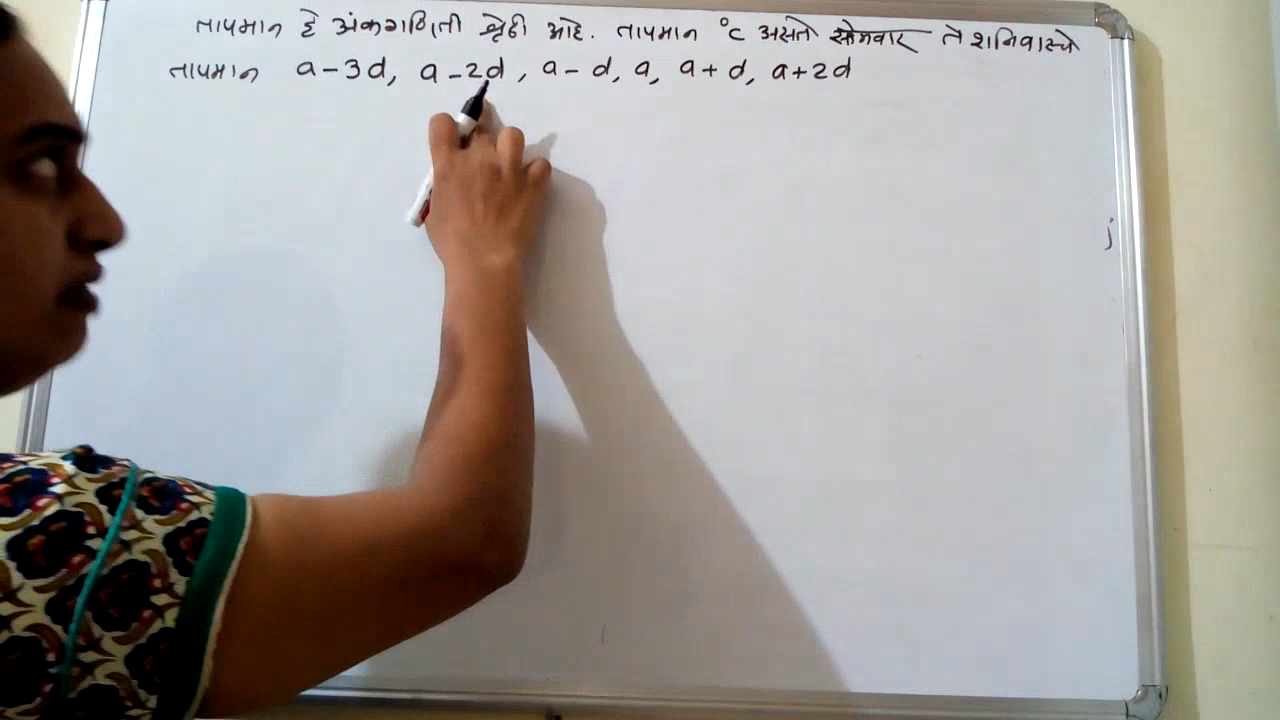 तापमान हे अंकगणिती श्रेढी आहे. तापमान °C असते सोमवार ते शनिवारचे
तापमान a - 3d, a - 2d, a - d, a, a + d, a + 2d